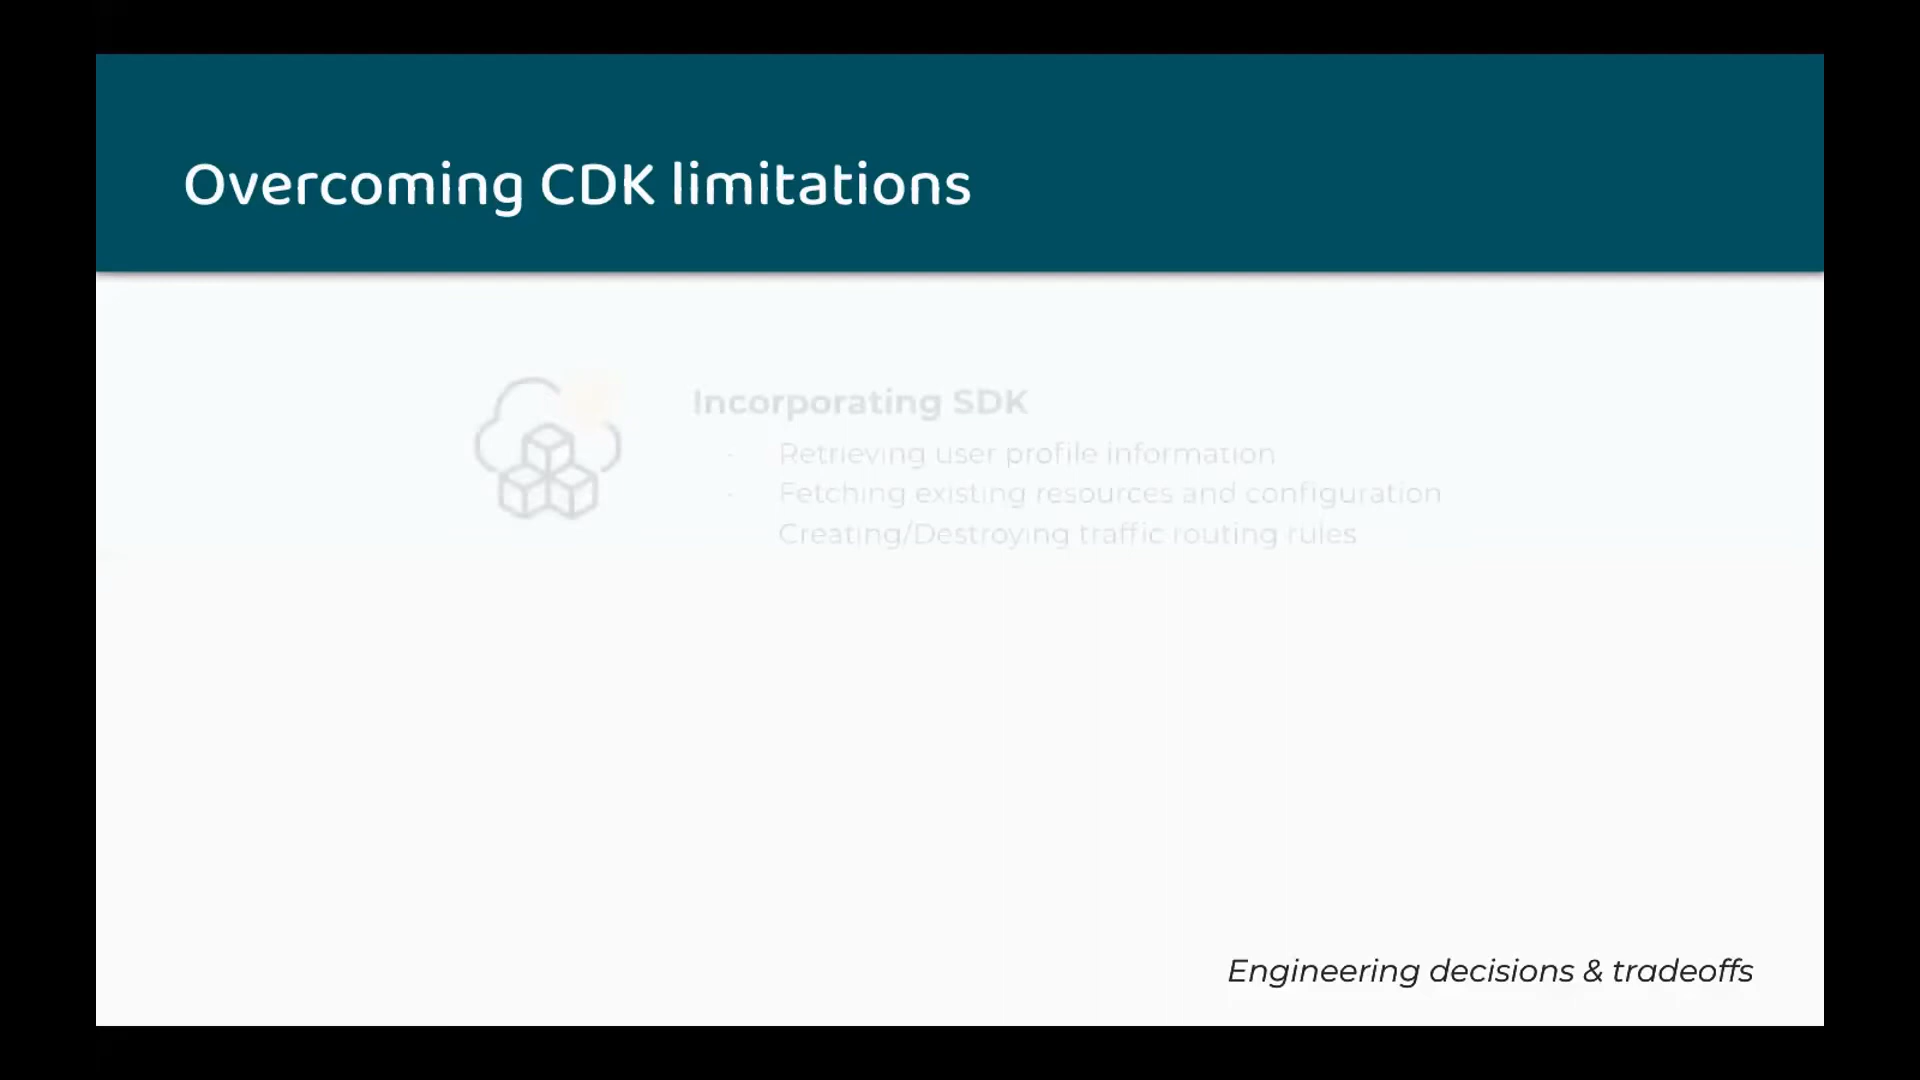 Overcoming CDK limitations
Incorporating SDK
- Retrieving user profile information
- Fetching existing resources and configuration
Creating/Destroying traffic routing rules
Engineering decisions & tradeoffs